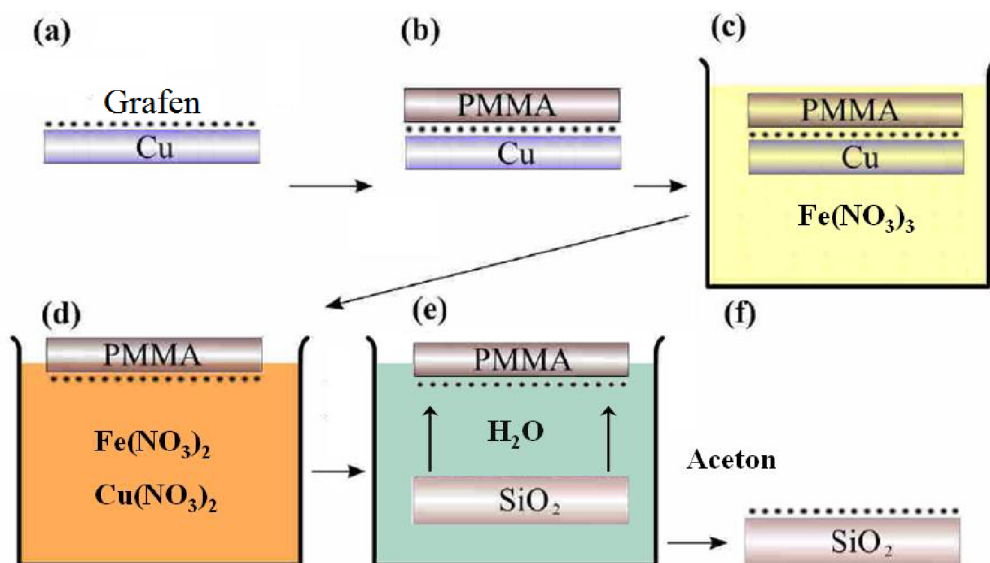 (a)
Grafen
Cu
(b)
PMMA
Cu
(c)
PMMA
Cu
Fe(NO₃)₃
(d)
PMMA
Fe(NO₃)₂
Cu(NO₃)₂
(e)
PMMA
H₂O
SiO₂
(f)
Aceton
SiO₂